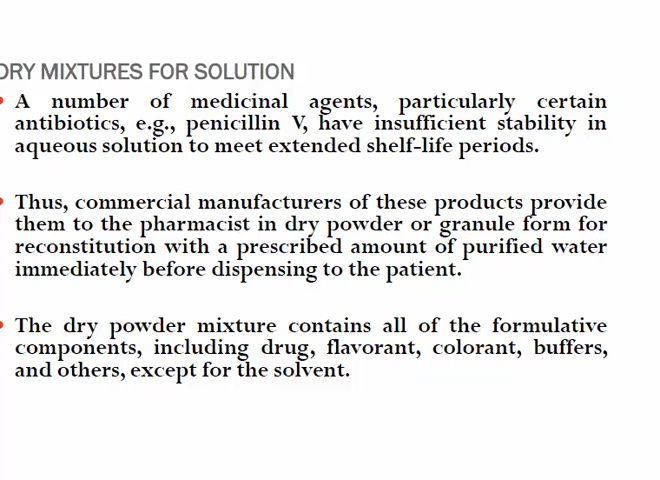 DRY MIXTURES FOR SOLUTION
A number of medicinal agents, particularly certain
antibiotics, e.g., penicillin V, have insufficient stability in
aqueous solution to meet extended shelf-life periods.
Thus, commercial manufacturers of these products provide
them to the pharmacist in dry powder or granule form for
reconstitution with a prescribed amount of purified water
immediately before dispensing to the patient.
The dry powder mixture contains all of the formulative
components, including drug, flavorant, colorant, buffers,
and others, except for the solvent.